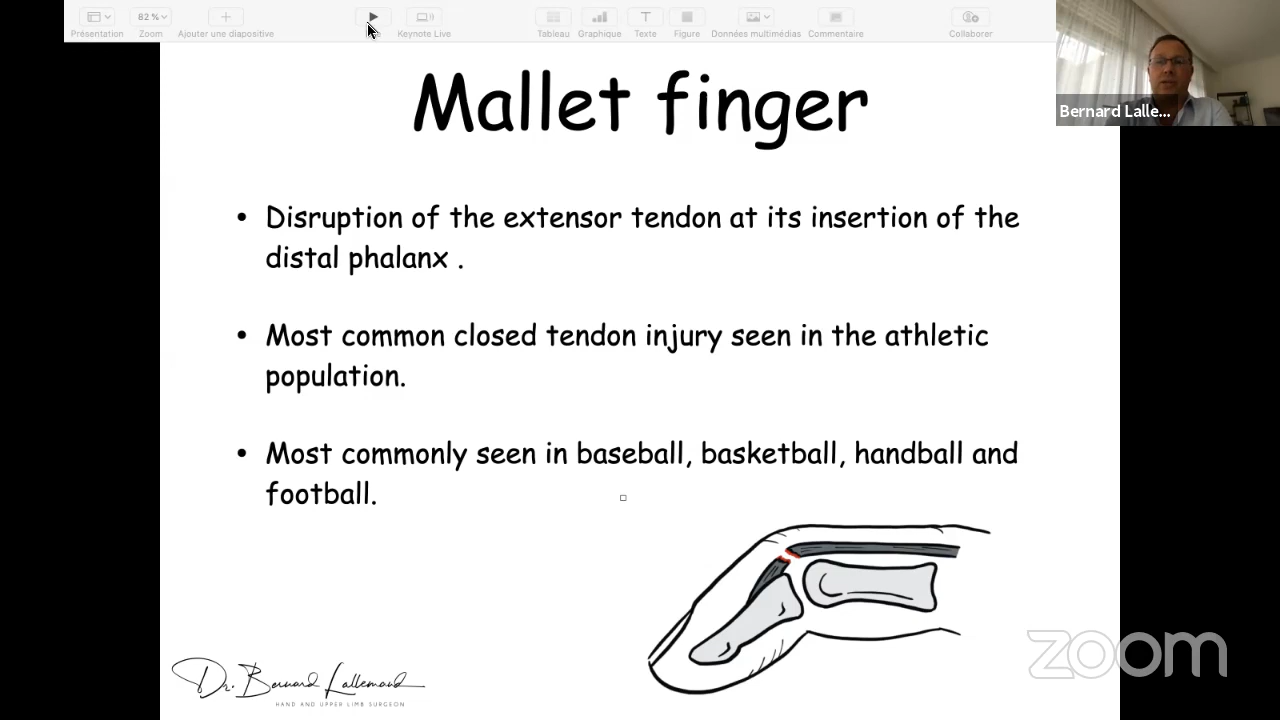 82 %
Présentation
Zoom
Ajouter une diapositive
Keynote Live
Tableau
Graphique
Texte
Figure
Données multimédias
Commentaire
Collaborer
Bernard Lalle...
Mallet finger
• Disruption of the extensor tendon at its insertion of the
distal phalanx .
• Most common closed tendon injury seen in the athletic
population.
• Most commonly seen in baseball, basketball, handball and
football.
Dr. Bernard Lallemand
HAND AND UPPER LIMB SURGEON
zoom